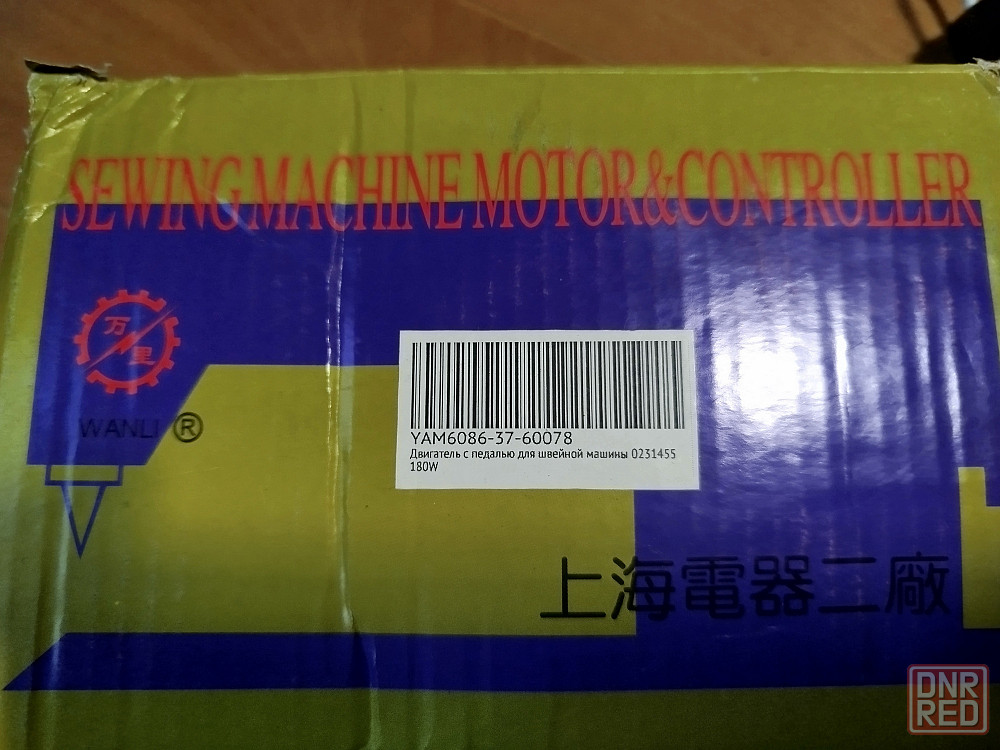 SEWING MACHINE MOTOR&CONTROLLER
万
里
WANLI ®
YAM6086-37-60078
Двигатель с педалью для швейной машины 0231455
180W
上海電器二廠
DNR
RED